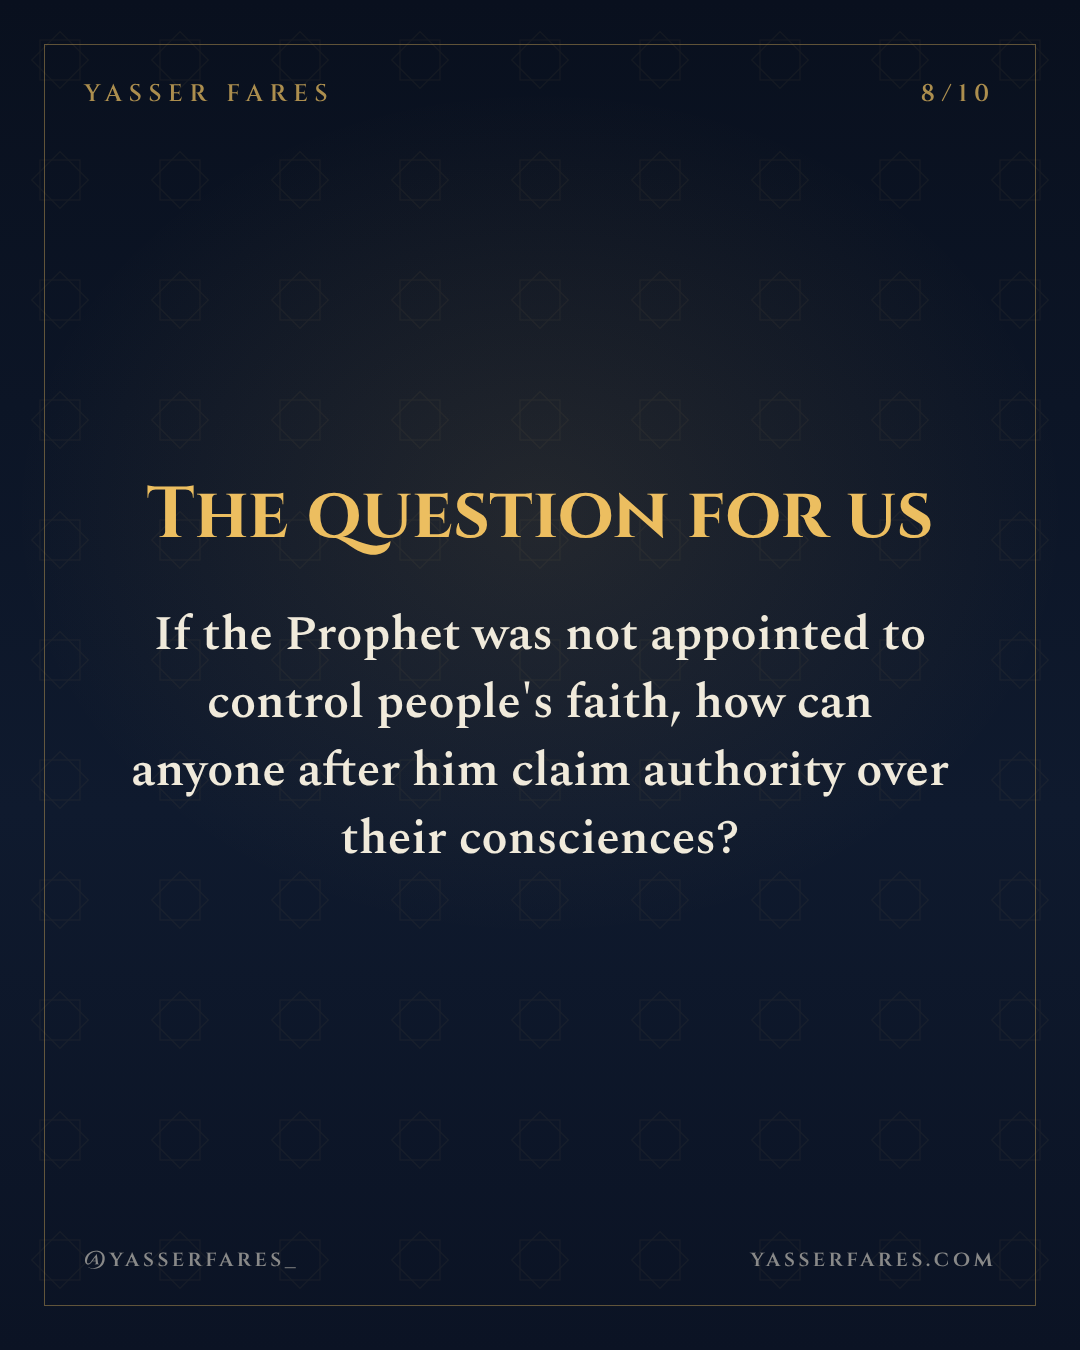 YASSER FARES
8/10
The question for us
If the Prophet was not appointed to
control people's faith, how can
anyone after him claim authority over
their consciences?
@YASSERFARES_
YASSERFARES.COM